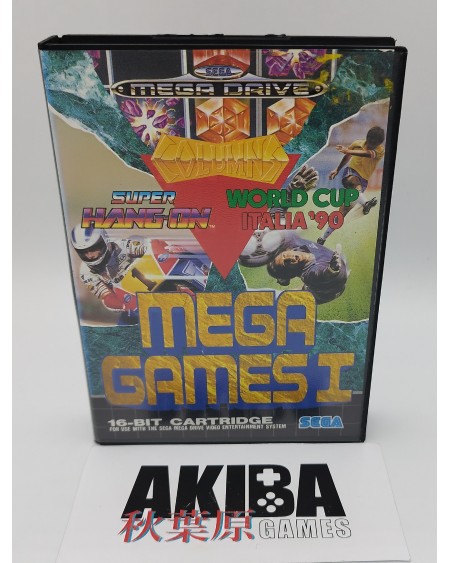 SEGA
MEGA DRIVE
COLUMNS
SUPER
HANG-ON
WORLD CUP
ITALIA '90
MEGA
GAMES I
16-BIT CARTRIDGE
FOR USE WITH THE SEGA MEGA DRIVE VIDEO ENTERTAINMENT SYSTEM
SEGA
AKIBA
秋葉原 GAMES